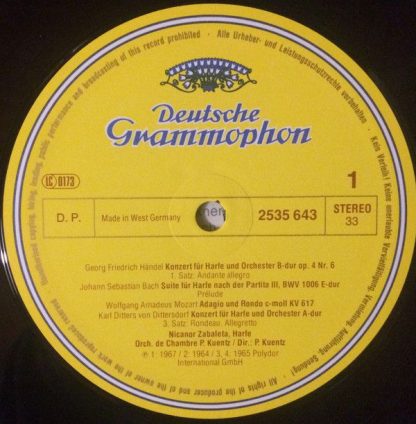 Alle Urheber- und Leistungsschutzrechte vorbehalten · Kein Verleih! Keine unerlaubte Vervielfältigung, Vermietung, Aufführung, Sendung!
All rights of the producer and of the owner of the work reproduced reserved
Unauthorised copying, hiring, lending, public performance and broadcasting of this record prohibited ·
Deutsche
Grammophon
LC 0173
1
D. P.
Made in West Germany
2535 643
STEREO
33
Georg Friedrich Händel Konzert für Harfe und Orchester B-dur op. 4 Nr. 6
1. Satz: Andante allegro
Johann Sebastian Bach Suite für Harfe nach der Partita III, BWV 1006 E-dur
Prélude
Wolfgang Amadeus Mozart Adagio und Rondo c-moll KV 617
Karl Ditters von Dittersdorf Konzert für Harfe und Orchester A-dur
3. Satz: Rondeau. Allegretto
Nicanor Zabaleta, Harfe
Orch. de Chambre P. Kuentz / Dir.: P. Kuentz
℗ 1: 1967 / 2: 1964 / 3, 4: 1965 Polydor
International GmbH